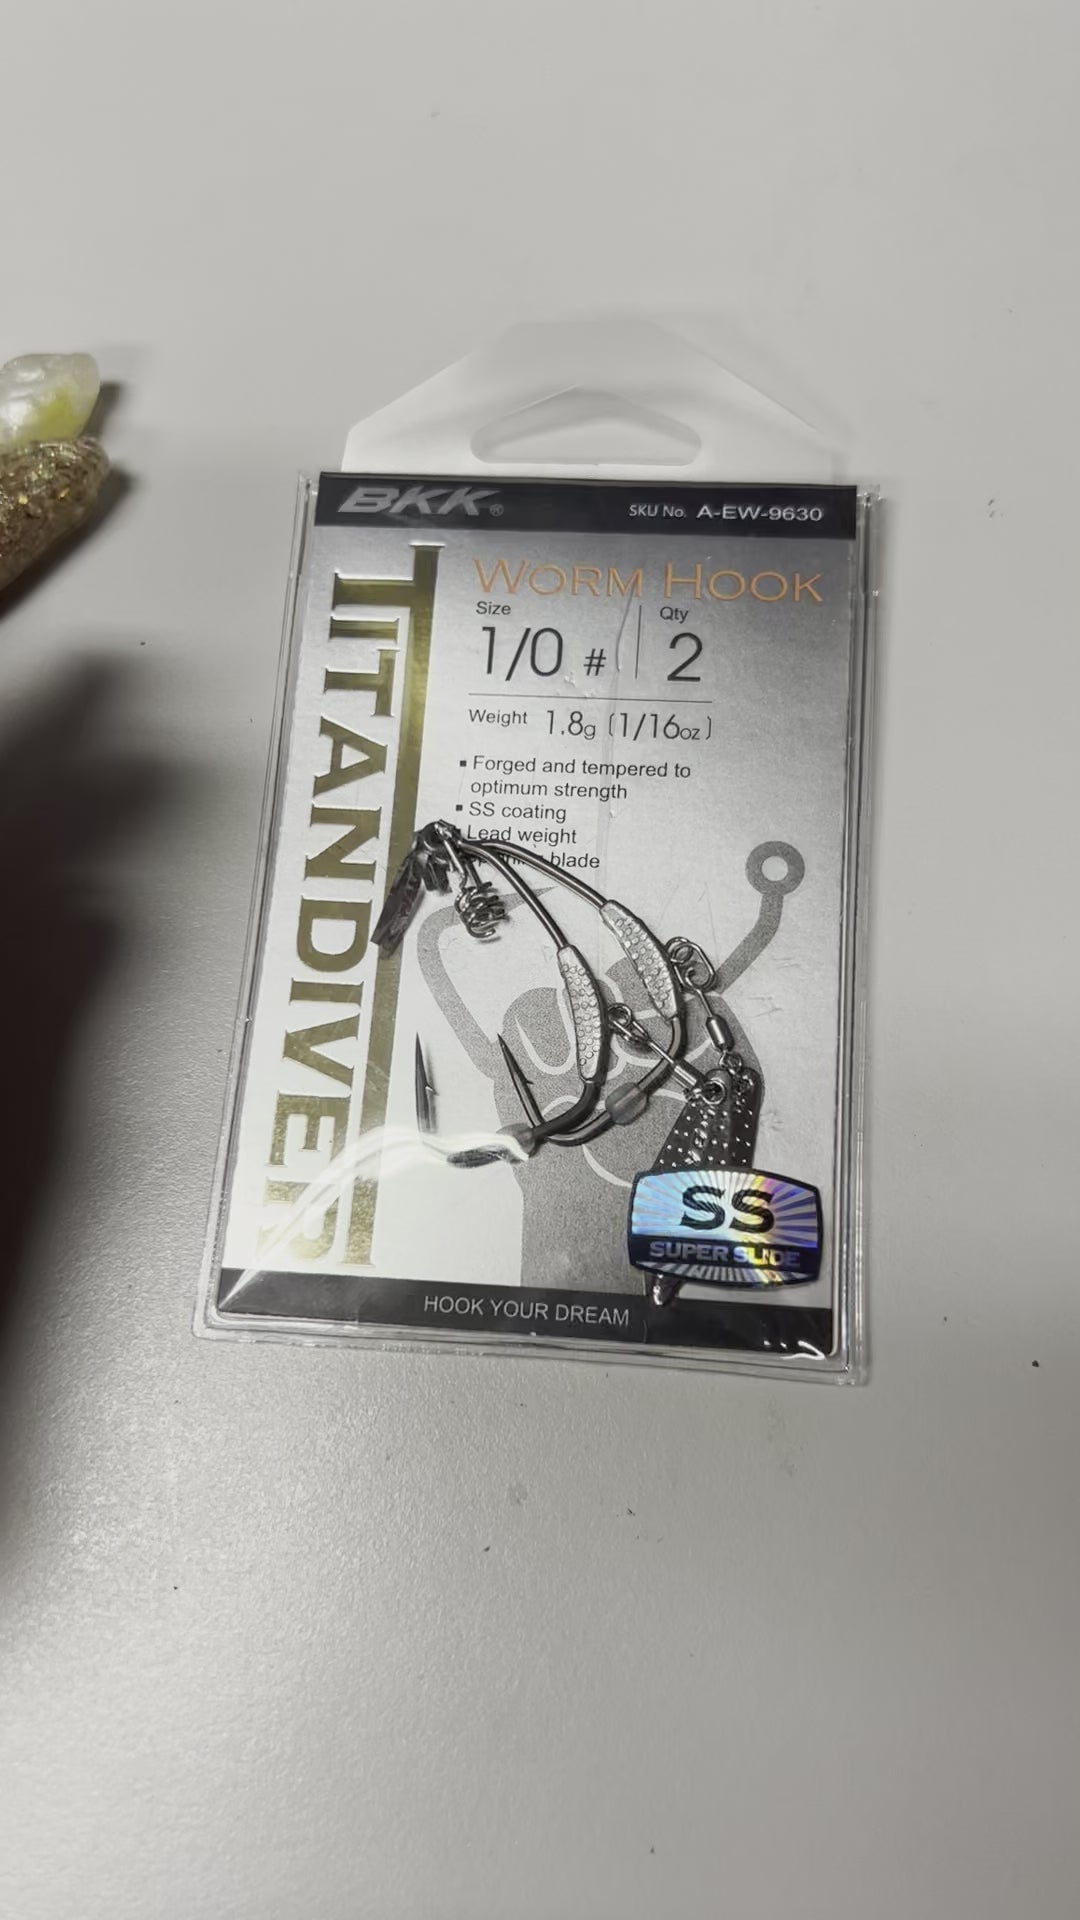 BKK®
SKU No. A-EW-9630
TITANDIVER
WORM HOOK
Size
1/0 #
Qty
2
Weight 1.8g (1/16oz)
▪ Forged and tempered to
optimum strength
▪ SS coating
Lead weight
blade
SS
SUPER SLIDE
HOOK YOUR DREAM